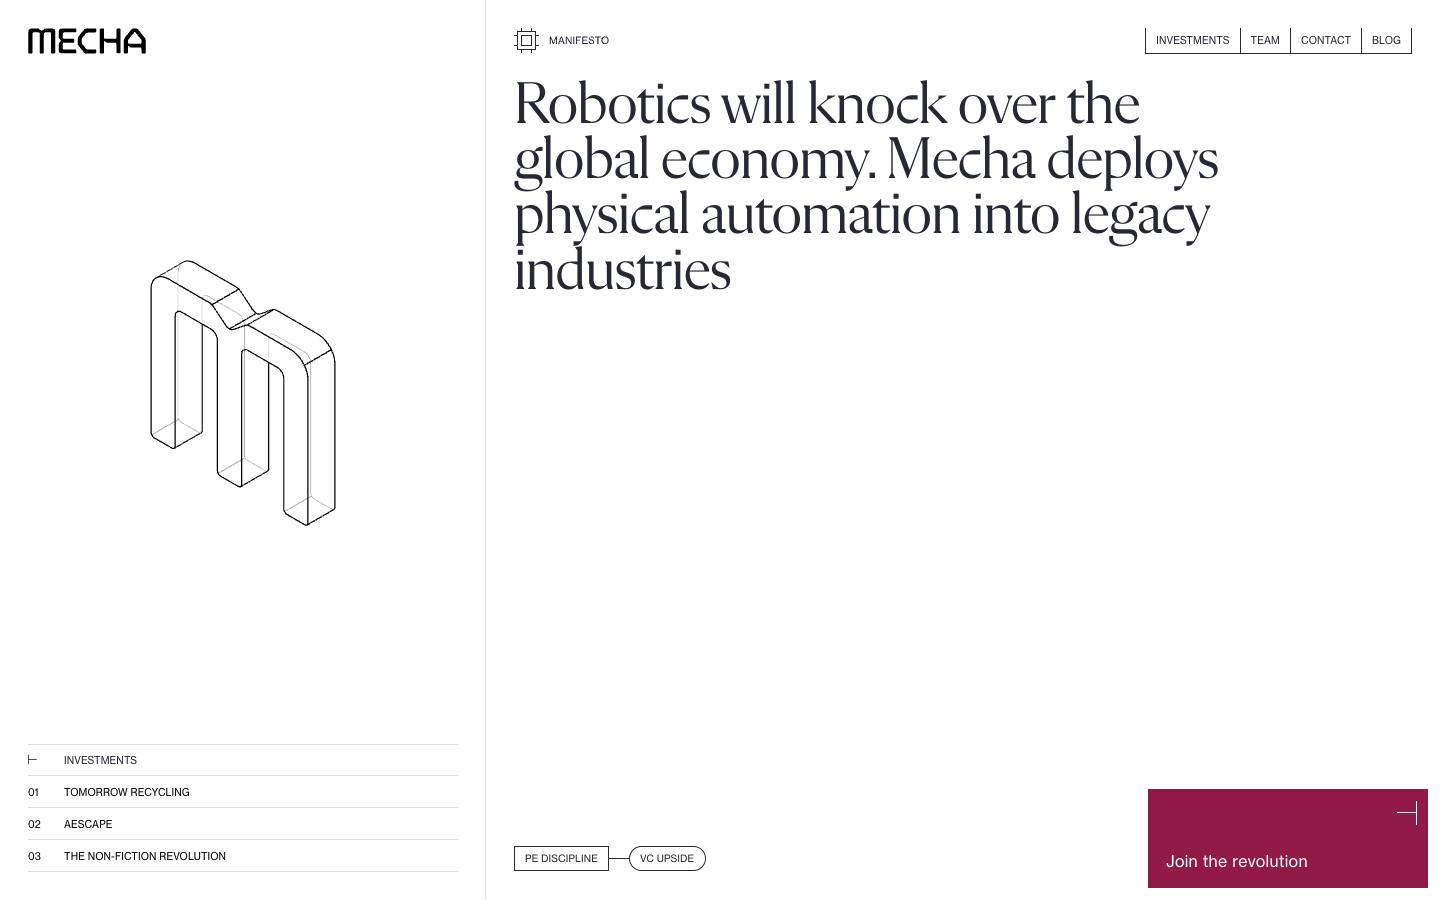 MECHA
MANIFESTO
INVESTMENTS
TEAM
CONTACT
BLOG
Robotics will knock over the
global economy. Mecha deploys
physical automation into legacy
industries
INVESTMENTS
01 TOMORROW RECYCLING
02 AESCAPE
03 THE NON-FICTION REVOLUTION
PE DISCIPLINE
VC UPSIDE
Join the revolution